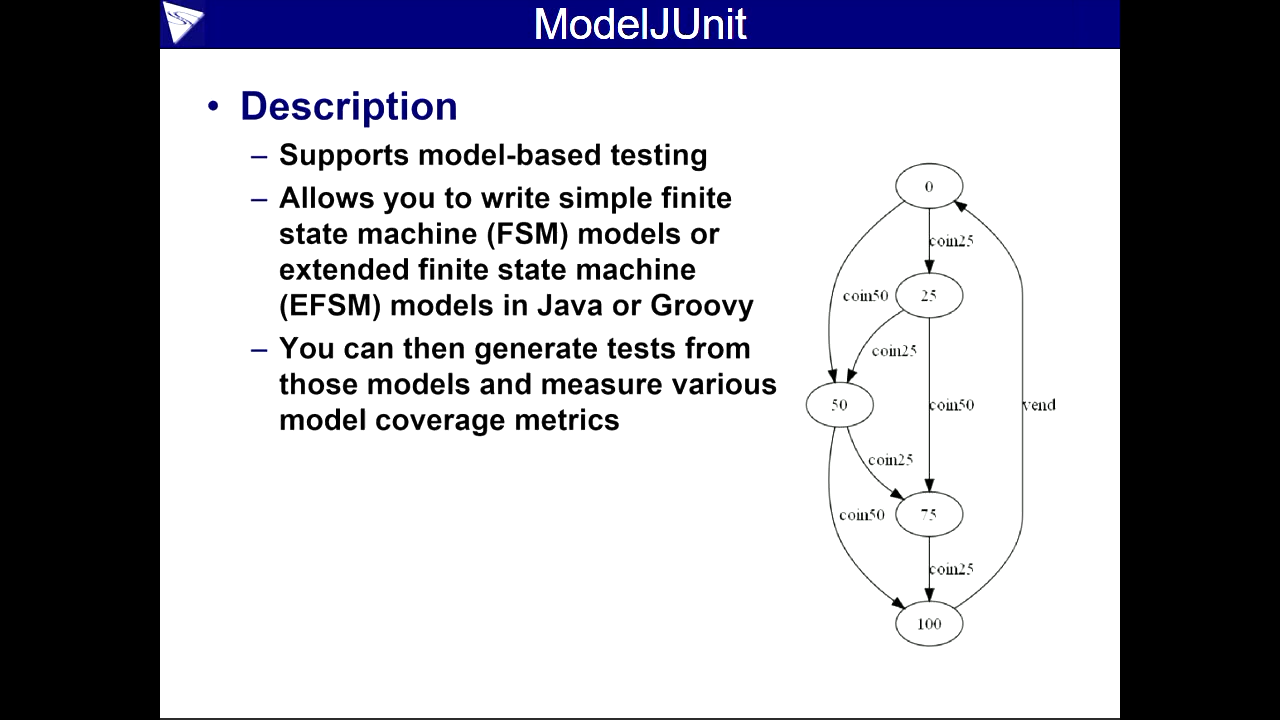 ModelJUnit
• Description
– Supports model-based testing
– Allows you to write simple finite
state machine (FSM) models or
extended finite state machine
(EFSM) models in Java or Groovy
– You can then generate tests from
those models and measure various
model coverage metrics
0
coin25
coin50
25
coin25
50
coin50
vend
coin25
coin50
75
coin25
100